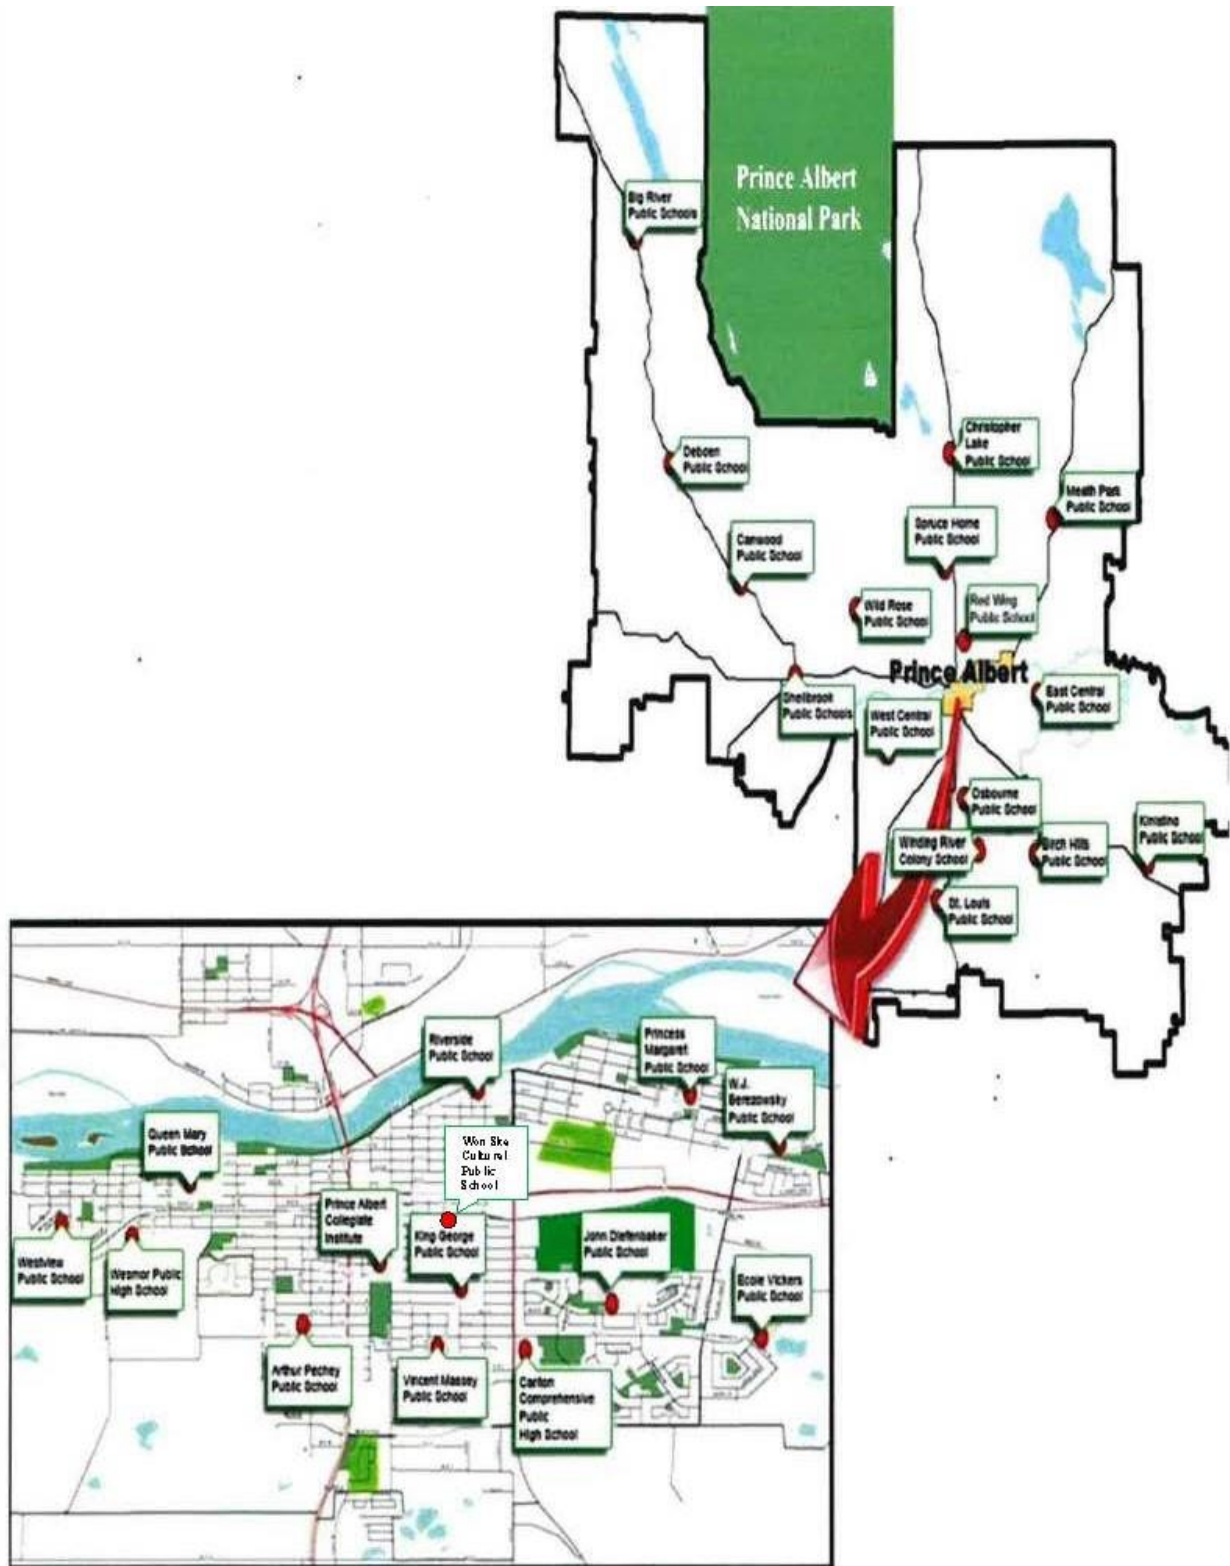 Prince Albert
National Park
Big River
Public Schools
Debden
Public School
Canwood
Public School
Christopher
Lake
Public School
Meath Park
Public School
Spruce Home
Public School
Wild Rose
Public School
Red Wing
Public School
Prince Albert
Shellbrook
Public Schools
West Central
Public School
East Central
Public School
Osbourne
Public School
Winding River
Colony School
Birch Hills
Public School
Kinistino
Public School
St. Louis
Public School
Riverside
Public School
Princess
Margaret
Public School
W.J.
Berezowsky
Public School
Queen Mary
Public School
Won Ska
Cultural
Public
School
Prince Albert
Collegiate
Institute
King George
Public School
John Diefenbaker
Public School
Westview
Public School
Wesmor Public
High School
Ecole Vickers
Public School
Arthur Pechey
Public School
Vincent Massey
Public School
Carlton
Comprehensive
Public
High School